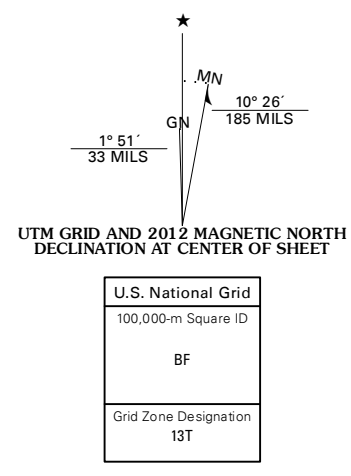 ★
MN
GN
10° 26´
185 MILS
1° 51´
33 MILS
UTM GRID AND 2012 MAGNETIC NORTH
DECLINATION AT CENTER OF SHEET
U.S. National Grid
100,000-m Square ID
BF
Grid Zone Designation
13T